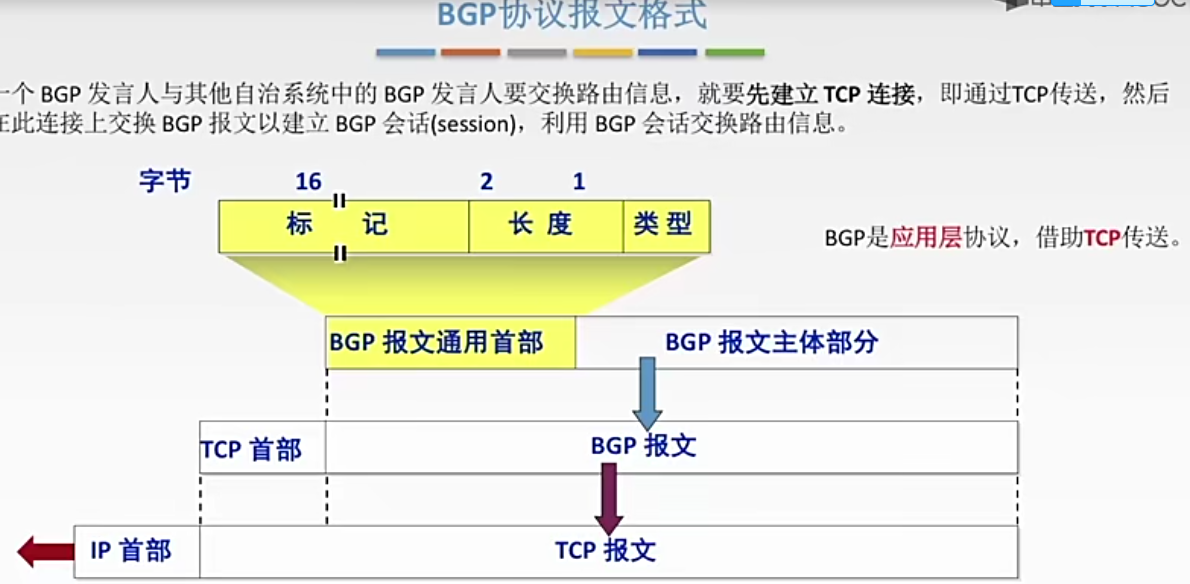 BGP协议报文格式
一个 BGP 发言人与其他自治系统中的 BGP 发言人要交换路由信息，就要先建立 TCP 连接，即通过TCP传送，然后
在此连接上交换 BGP 报文以建立 BGP 会话(session)，利用 BGP 会话交换路由信息。
字节 16 2 1
标 记 长 度 类 型
BGP是应用层协议，借助TCP传送。
BGP 报文通用首部 BGP 报文主体部分
TCP 首部 BGP 报文
IP 首部 TCP 报文